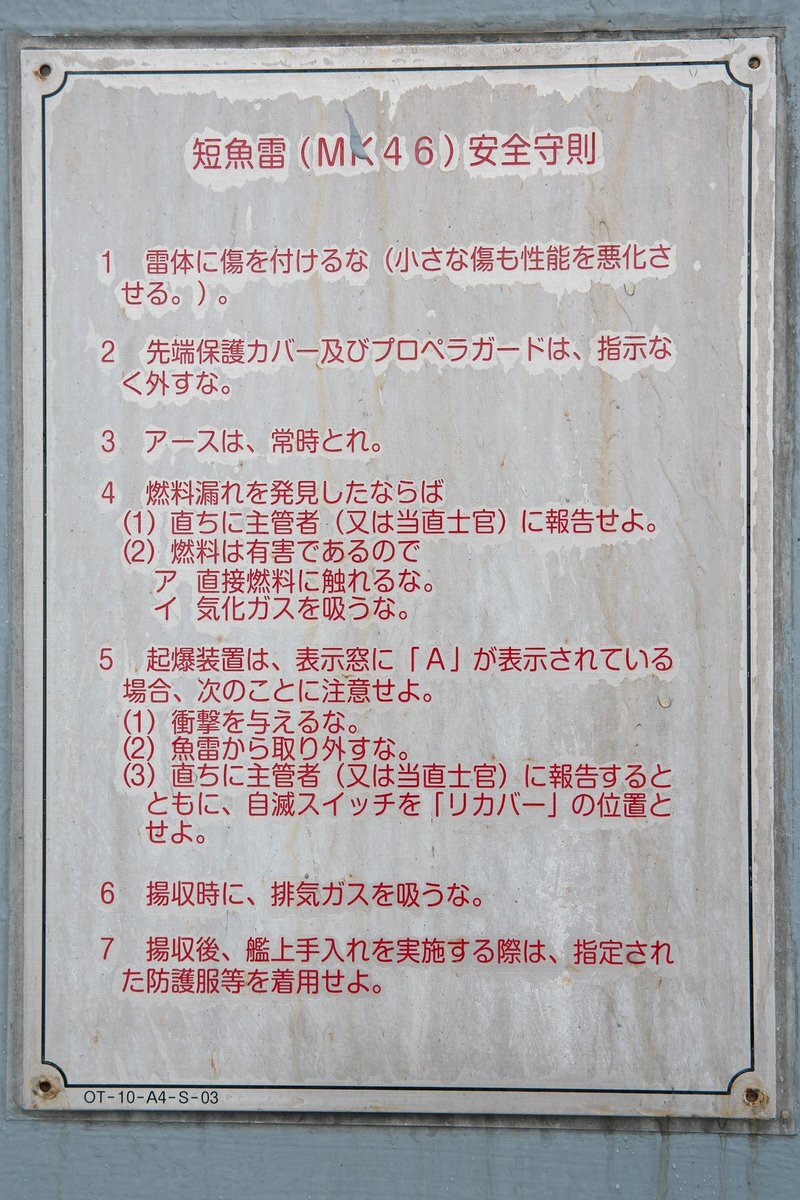 短魚雷(MK46)安全守則
1　雷体に傷を付けるな（小さな傷も性能を悪化さ
せる。）。
2　先端保護カバー及びプロペラガードは、指示な
く外すな。
3　アースは、常時とれ。
4　燃料漏れを発見したならば
(1) 直ちに主管者（又は当直士官）に報告せよ。
(2) 燃料は有害であるので
ア　直接燃料に触れるな。
イ　気化ガスを吸うな。
5　起爆装置は、表示窓に「A」が表示されている
場合、次のことに注意せよ。
(1) 衝撃を与えるな。
(2) 魚雷から取り外すな。
(3) 直ちに主管者（又は当直士官）に報告すると
ともに、自滅スイッチを「リカバー」の位置と
せよ。
6　揚収時に、排気ガスを吸うな。
7　揚収後、艦上手入れを実施する際は、指定され
た防護服等を着用せよ。
OT-10-A4-S-03